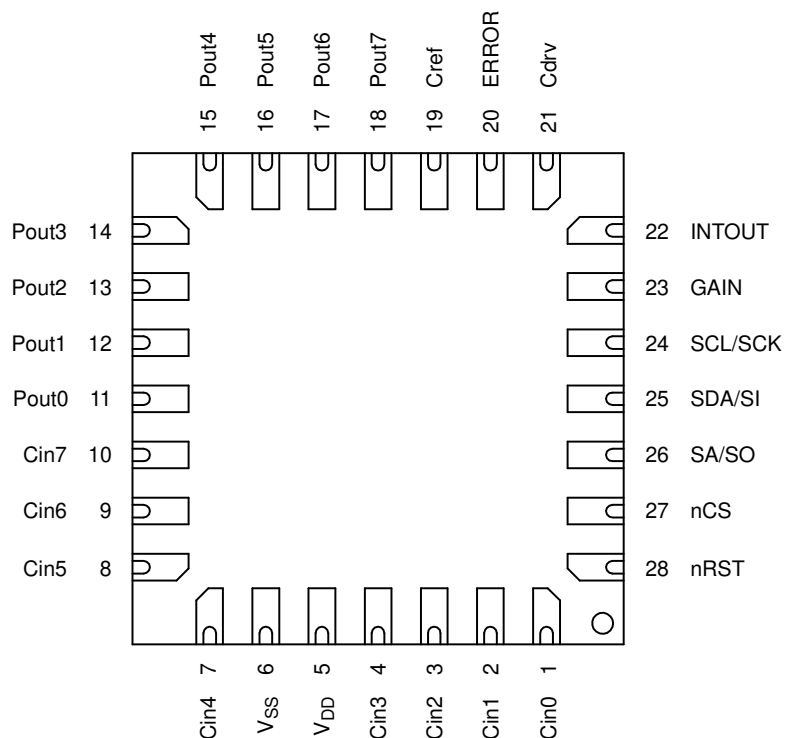 Pout4 Pout5 Pout6 Pout7 Cref ERROR Cdrv
15 16 17 18 19 20 21
Pout3 14
Pout2 13
Pout1 12
Pout0 11
Cin7 10
Cin6 9
Cin5 8
22 INTOUT
23 GAIN
24 SCL/SCK
25 SDA/SI
26 SA/SO
27 nCS
28 nRST
7 6 5 4 3 2 1
Cin4 VSS VDD Cin3 Cin2 Cin1 Cin0